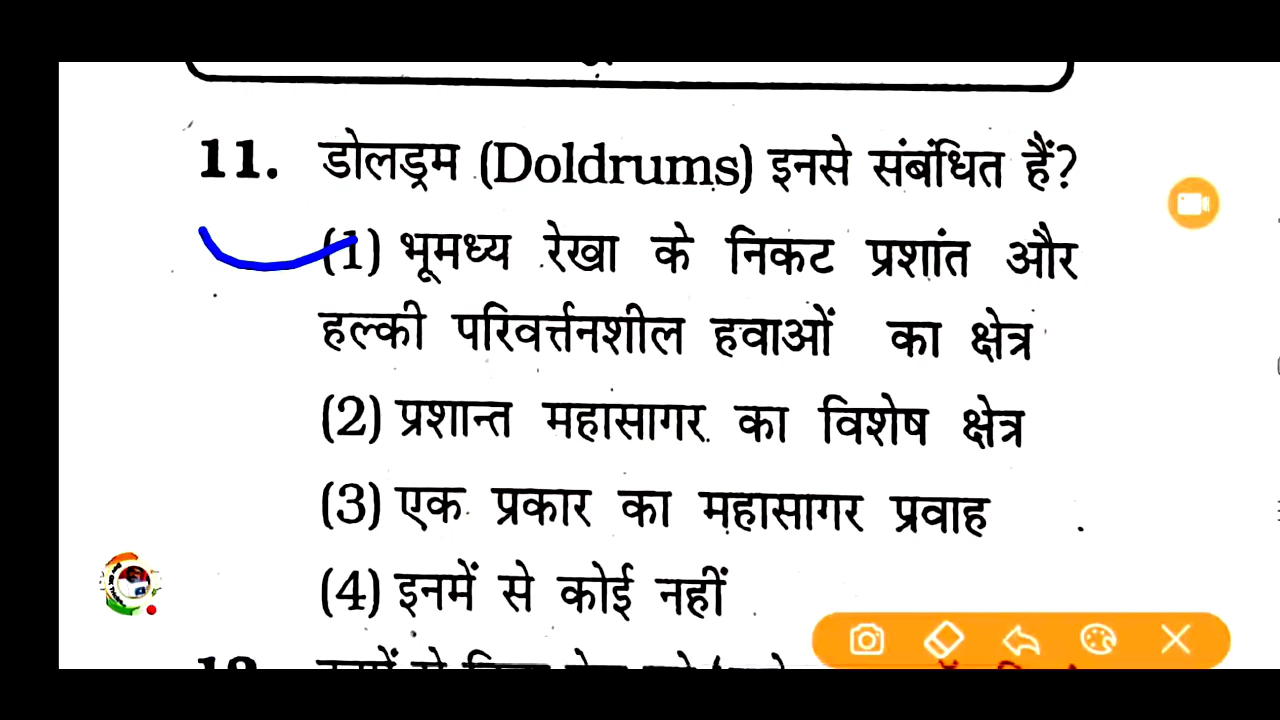 11. डोलड्रम (Doldrums) इनसे संबंधित हैं?
(1) भूमध्य रेखा के निकट प्रशांत और
हल्की परिवर्त्तनशील हवाओं का क्षेत्र
(2) प्रशान्त महासागर का विशेष क्षेत्र
(3) एक प्रकार का महासागर प्रवाह
(4) इनमें से कोई नहीं